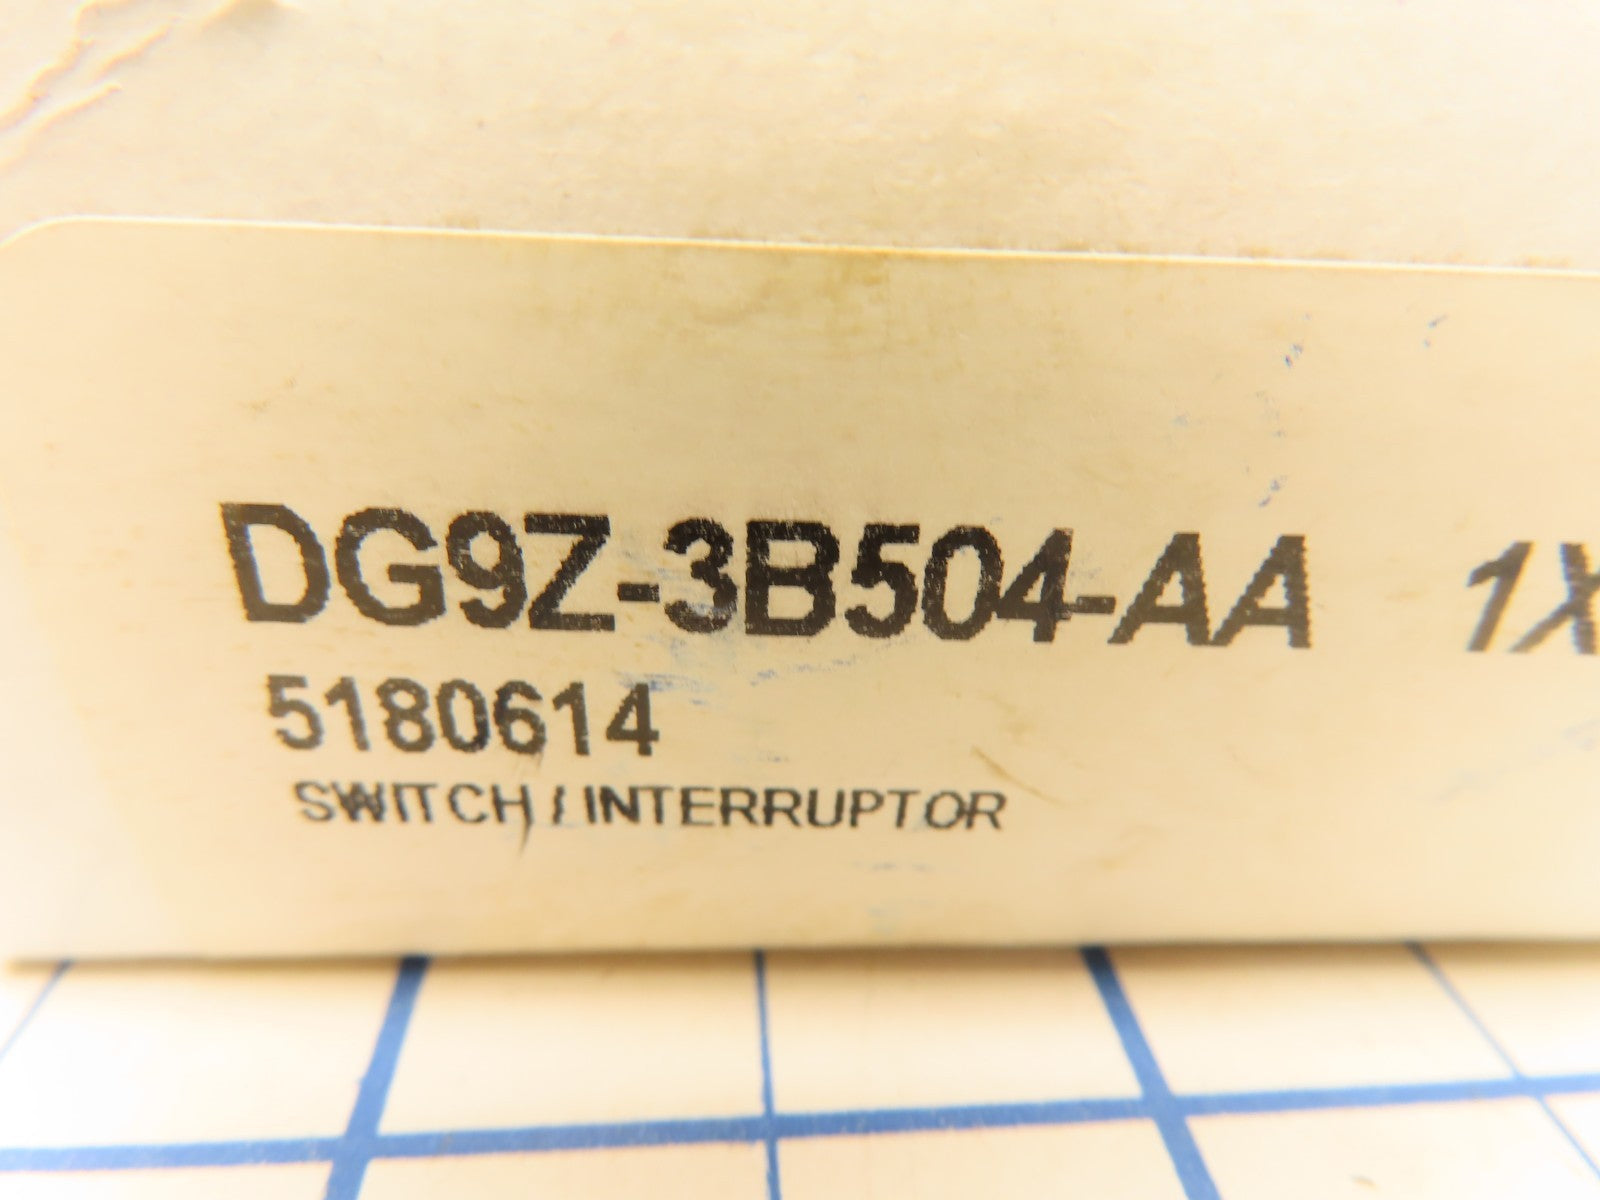 DG9Z-3B504-AA 1X
5180614
SWITCH / INTERRUPTOR